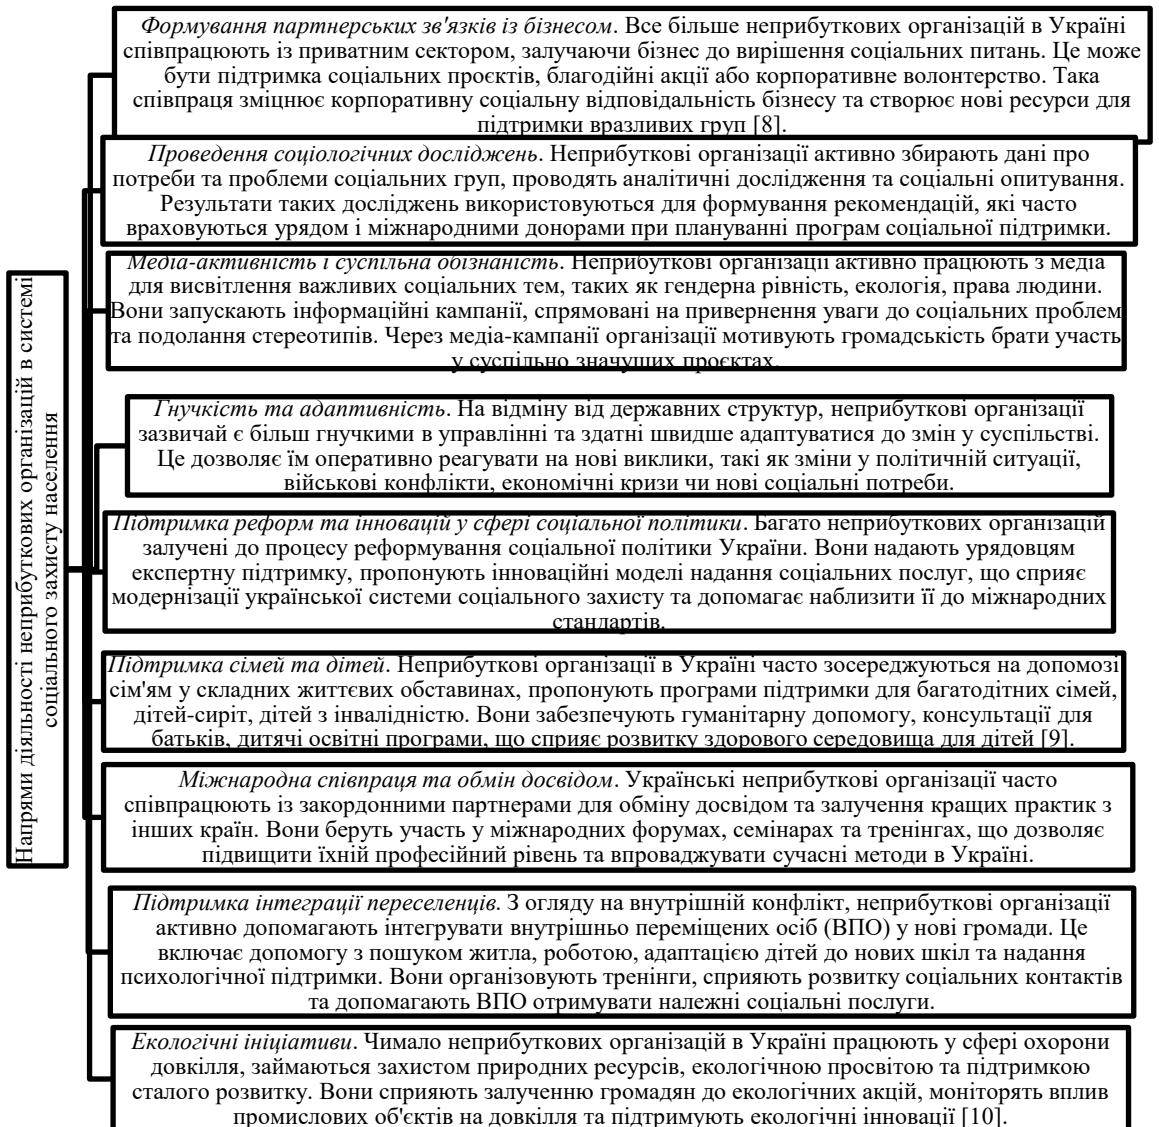 Напрями діяльності неприбуткових організацій в системі
соціального захисту населення
Формування партнерських зв'язків із бізнесом. Все більше неприбуткових організацій в Україні
співпрацюють із приватним сектором, залучаючи бізнес до вирішення соціальних питань. Це може
бути підтримка соціальних проєктів, благодійні акції або корпоративне волонтерство. Така
співпраця зміцнює корпоративну соціальну відповідальність бізнесу та створює нові ресурси для
підтримки вразливих груп [8].
Проведення соціологічних досліджень. Неприбуткові організації активно збирають дані про
потреби та проблеми соціальних груп, проводять аналітичні дослідження та соціальні опитування.
Результати таких досліджень використовуються для формування рекомендацій, які часто
враховуються урядом і міжнародними донорами при плануванні програм соціальної підтримки.
Медіа-активність і суспільна обізнаність. Неприбуткові організації активно працюють з медіа
для висвітлення важливих соціальних тем, таких як гендерна рівність, екологія, права людини.
Вони запускають інформаційні кампанії, спрямовані на привернення уваги до соціальних проблем
та подолання стереотипів. Через медіа-кампанії організації мотивують громадськість брати участь
у суспільно значущих проєктах.
Гнучкість та адаптивність. На відміну від державних структур, неприбуткові організації
зазвичай є більш гнучкими в управлінні та здатні швидше адаптуватися до змін у суспільстві.
Це дозволяє їм оперативно реагувати на нові виклики, такі як зміни у політичній ситуації,
військові конфлікти, економічні кризи чи нові соціальні потреби.
Підтримка реформ та інновацій у сфері соціальної політики. Багато неприбуткових організацій
залучені до процесу реформування соціальної політики України. Вони надають урядовцям
експертну підтримку, пропонують інноваційні моделі надання соціальних послуг, що сприяє
модернізації української системи соціального захисту та допомагає наблизити її до міжнародних
стандартів.
Підтримка сімей та дітей. Неприбуткові організації в Україні часто зосереджуються на допомозі
сім'ям у складних життєвих обставинах, пропонують програми підтримки для багатодітних сімей,
дітей-сиріт, дітей з інвалідністю. Вони забезпечують гуманітарну допомогу, консультації для
батьків, дитячі освітні програми, що сприяє розвитку здорового середовища для дітей [9].
Міжнародна співпраця та обмін досвідом. Українські неприбуткові організації часто
співпрацюють із закордонними партнерами для обміну досвідом та залучення кращих практик з
інших країн. Вони беруть участь у міжнародних форумах, семінарах та тренінгах, що дозволяє
підвищити їхній професійний рівень та впроваджувати сучасні методи в Україні.
Підтримка інтеграції переселенців. З огляду на внутрішній конфлікт, неприбуткові організації
активно допомагають інтегрувати внутрішньо переміщених осіб (ВПО) у нові громади. Це
включає допомогу з пошуком житла, роботою, адаптацією дітей до нових шкіл та надання
психологічної підтримки. Вони організовують тренінги, сприяють розвитку соціальних контактів
та допомагають ВПО отримувати належні соціальні послуги.
Екологічні ініціативи. Чимало неприбуткових організацій в Україні працюють у сфері охорони
довкілля, займаються захистом природних ресурсів, екологічною просвітою та підтримкою
сталого розвитку. Вони сприяють залученню громадян до екологічних акцій, моніторять вплив
промислових об'єктів на довкілля та підтримують екологічні інновації [10].